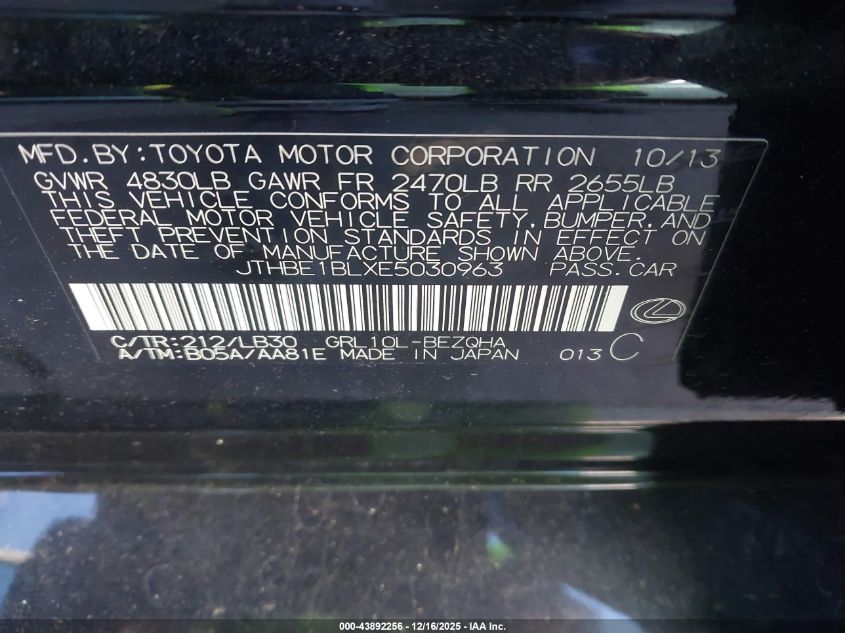 MFD.BY:TOYOTA MOTOR CORPORATION 10/13
GVWR 4830LB GAWR FR 2470LB RR 2655LB
THIS VEHICLE CONFORMS TO ALL APPLICABLE
FEDERAL MOTOR VEHICLE SAFETY,BUMPER,AND
THEFT PREVENTION STANDARDS IN EFFECT ON
THE DATE OF MANUFACTURE SHOWN ABOVE.
JTHBE1BLXE5030963 PASS.CAR
C/TR:212/LB30 GRL10L-BEZQHA
A/TM:B05A/AA81E MADE IN JAPAN 013 C
000-43892256 - 12/16/2025 - IAA Inc.